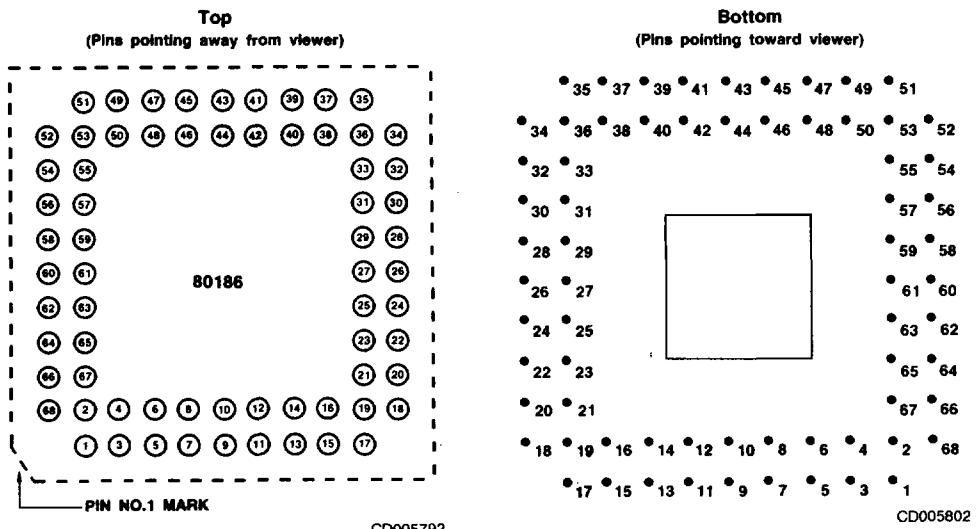 Top
(Pins pointing away from viewer)
51 49 47 45 43 41 39 37 35
52 53 50 48 46 44 42 40 38 36 34
54 55 33 32
56 57 31 30
58 59 29 28
60 61 80186 27 26
62 63 25 24
64 65 23 22
66 67 21 20
68 2 4 6 8 10 12 14 16 19 18
1 3 5 7 9 11 13 15 17
PIN NO.1 MARK
CD005792
Bottom
(Pins pointing toward viewer)
35 37 39 41 43 45 47 49 51
34 36 38 40 42 44 46 48 50 53 52
32 33 55 54
30 31 57 56
28 29 59 58
26 27 61 60
24 25 63 62
22 23 65 64
20 21 67 66
18 19 16 14 12 10 8 6 4 2 68
17 15 13 11 9 7 5 3 1
CD005802